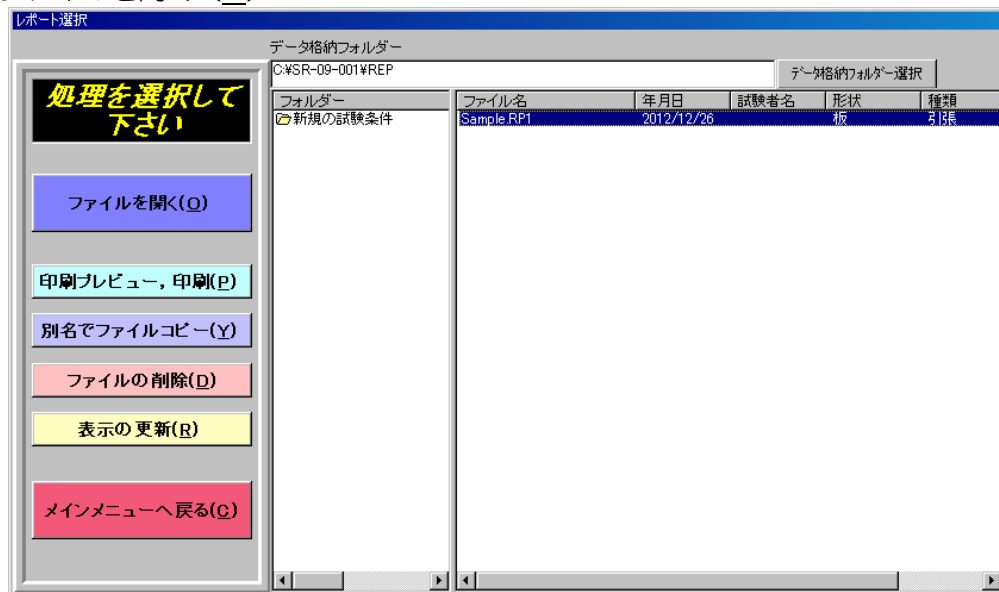 レポート選択
データ格納フォルダー
C:¥SR-09-001¥REP
データ格納フォルダー選択
処理を選択して
下さい
ファイルを開く(O)
印刷プレビュー,印刷(P)
別名でファイルコピー(Y)
ファイルの削除(D)
表示の更新(R)
メインメニューへ戻る(C)
フォルダー
新規の試験条件
ファイル名 年月日 試験者名 形状 種類
Sample.RP1 2012/12/26 板 引張